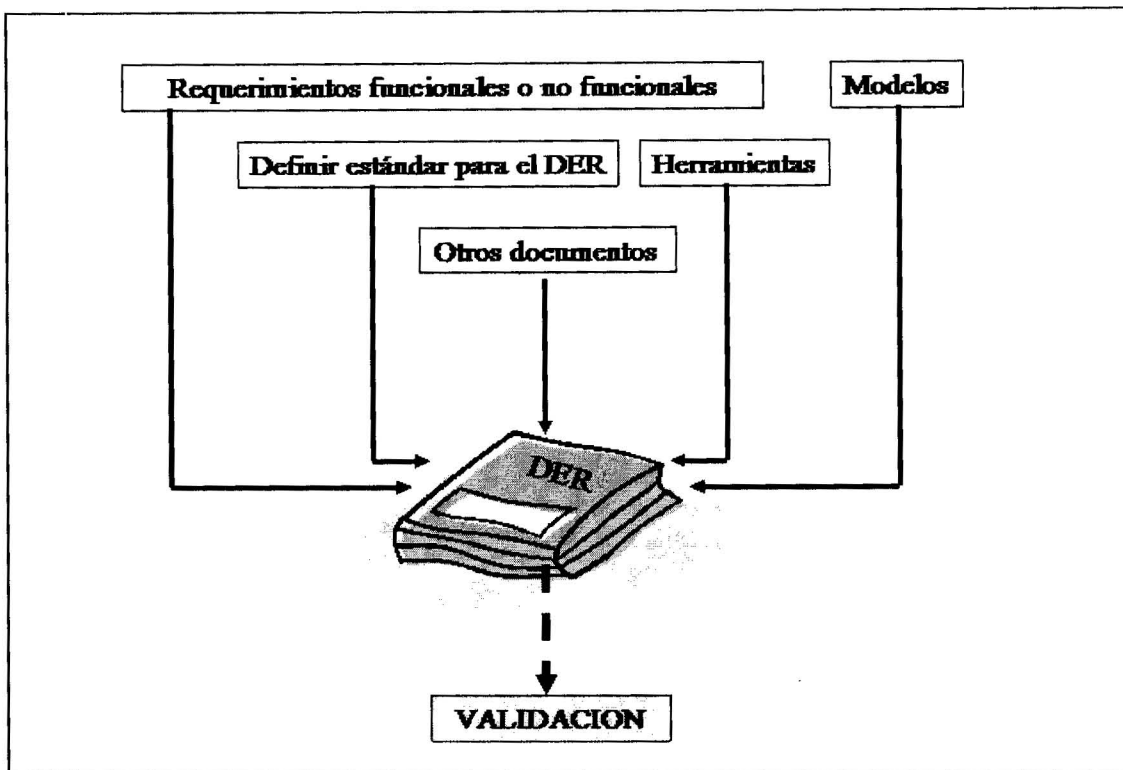 Requerimientos funcionales o no funcionales
Modelos
Definir estándar para el DER
Herramientas
Otros documentos
DER
VALIDACION